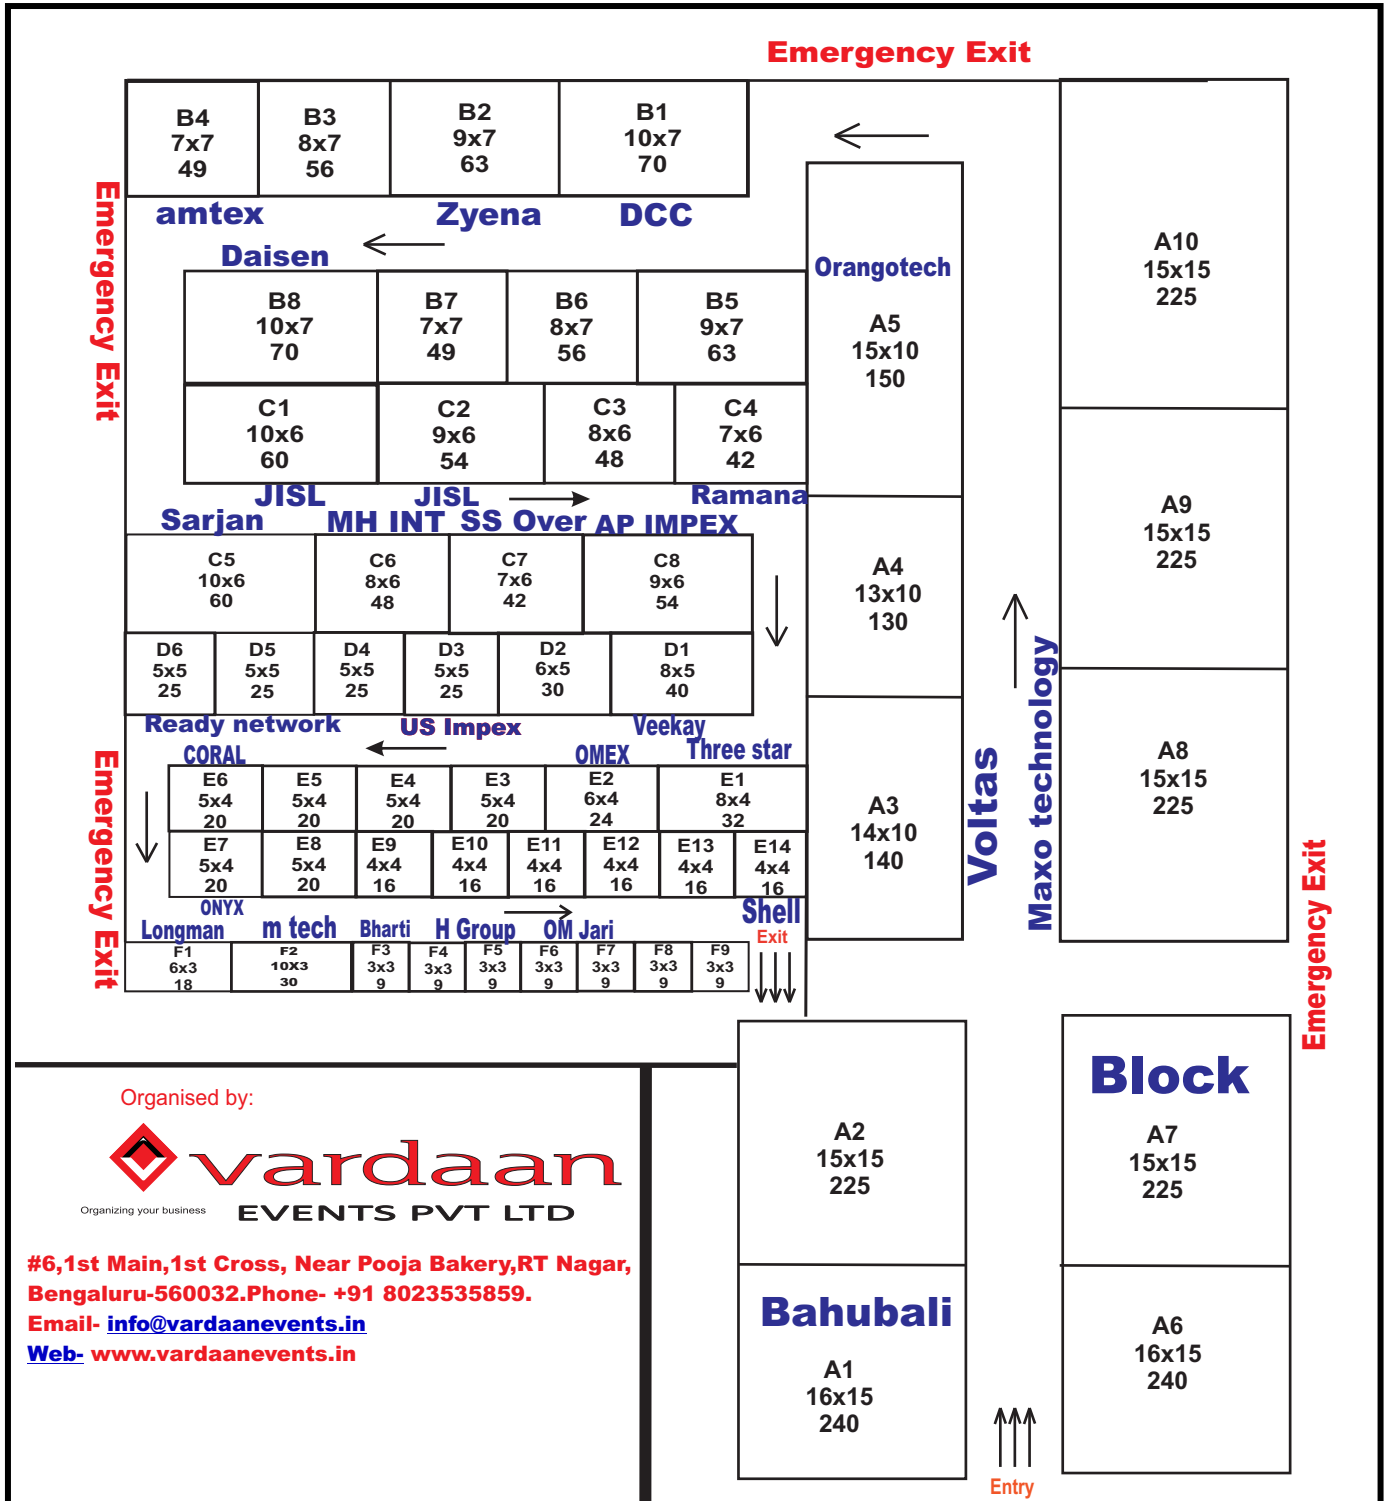 Emergency Exit
B4
7x7
49
B3
8x7
56
B2
9x7
63
B1
10x7
70
amtex
Zyena
DCC
Emergency Exit
Daisen
B8
10x7
70
B7
7x7
49
B6
8x7
56
B5
9x7
63
Orangotech
A5
15x10
150
A10
15x15
225
C1
10x6
60
C2
9x6
54
C3
8x6
48
C4
7x6
42
JISL
JISL
Ramana
Sarjan
MH INT
SS Over
AP IMPEX
C5
10x6
60
C6
8x6
48
C7
7x6
42
C8
9x6
54
A4
13x10
130
A9
15x15
225
D6
5x5
25
D5
5x5
25
D4
5x5
25
D3
5x5
25
D2
6x5
30
D1
8x5
40
Ready network
US Impex
Veekay
CORAL
OMEX
Three star
Emergency Exit
E6
5x4
20
E5
5x4
20
E4
5x4
20
E3
5x4
20
E2
6x4
24
E1
8x4
32
A3
14x10
140
Voltas
Maxo technology
A8
15x15
225
E7
5x4
20
E8
5x4
20
E9
4x4
16
E10
4x4
16
E11
4x4
16
E12
4x4
16
E13
4x4
16
E14
4x4
16
ONYX
Longman
m tech
Bharti
H Group
OM Jari
Shell
Exit
Emergency Exit
F1
6x3
18
F2
10X3
30
F3
3x3
9
F4
3x3
9
F5
3x3
9
F6
3x3
9
F7
3x3
9
F8
3x3
9
F9
3x3
9
A2
15x15
225
Block
A7
15x15
225
Bahubali
A1
16x15
240
A6
16x15
240
Entry
Organised by:
vardaan
Organizing your business
EVENTS PVT LTD
#6,1st Main,1st Cross, Near Pooja Bakery,RT Nagar,
Bengaluru-560032.Phone- +91 8023535859.
Email- info@vardaanevents.in
Web- www.vardaanevents.in